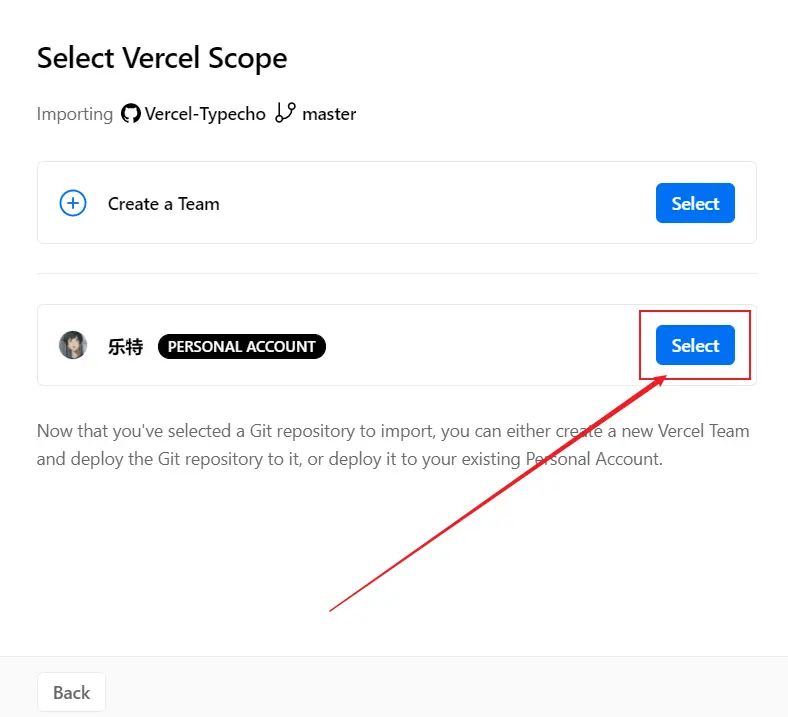 Select Vercel Scope
Importing Vercel-Typecho master
Create a Team Select
乐特 PERSONAL ACCOUNT Select
Now that you've selected a Git repository to import, you can either create a new Vercel Team
and deploy the Git repository to it, or deploy it to your existing Personal Account.
Back